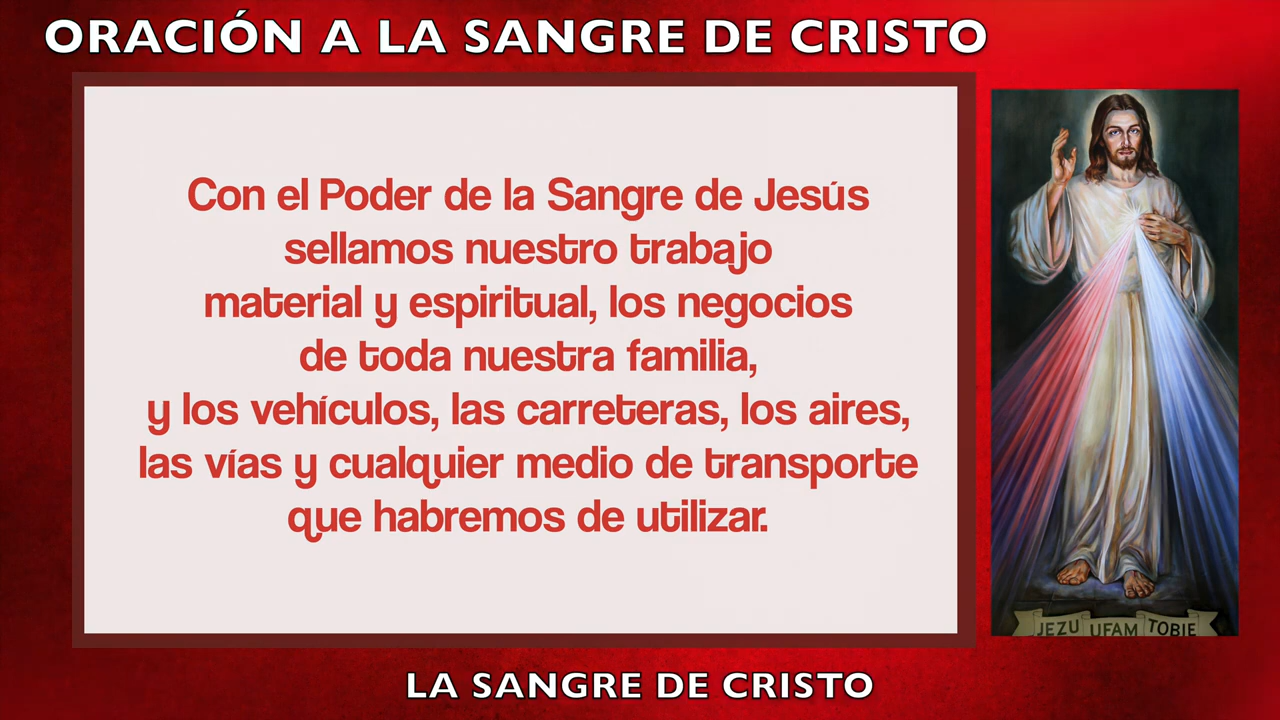 ORACIÓN A LA SANGRE DE CRISTO
Con el Poder de la Sangre de Jesús
sellamos nuestro trabajo
material y espiritual, los negocios
de toda nuestra familia,
y los vehículos, las carreteras, los aires,
las vías y cualquier medio de transporte
que habremos de utilizar.
JEZU UFAM TOBIE
LA SANGRE DE CRISTO